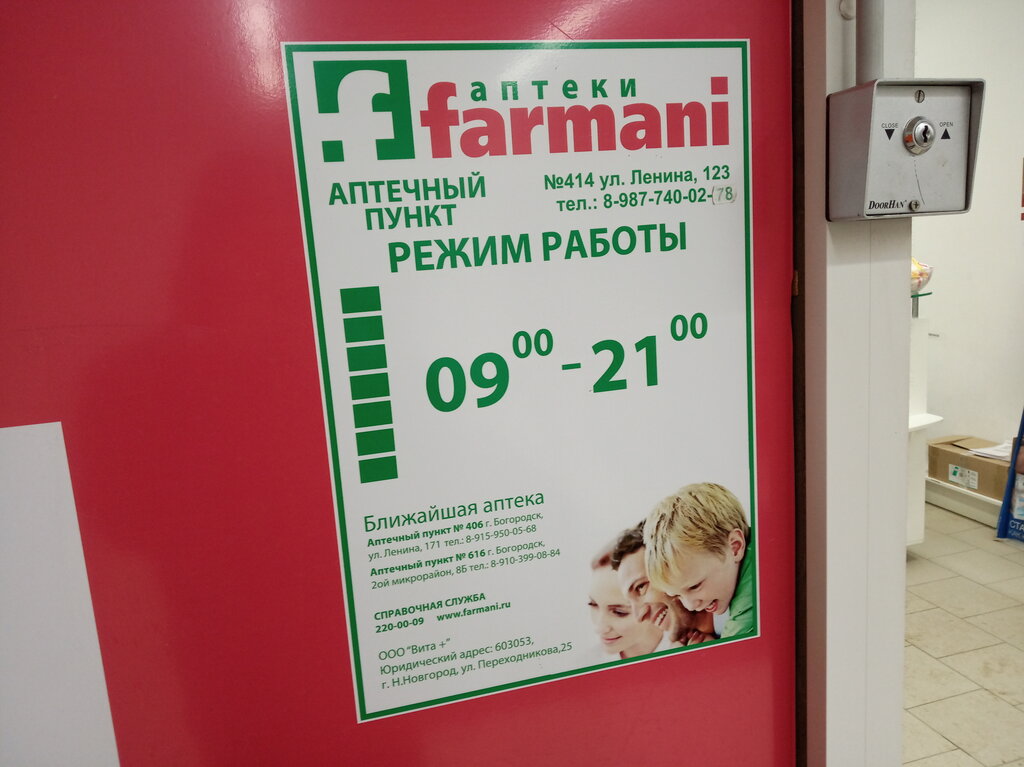 аптеки
farmani
АПТЕЧНЫЙ
ПУНКТ
№414 ул. Ленина, 123
тел.: 8-987-740-02-(78)
РЕЖИМ РАБОТЫ
09 00 - 21 00
Ближайшая аптека
Аптечный пункт № 406 г. Богородск,
ул. Ленина, 171 тел.: 8-915-950-05-68
Аптечный пункт № 616 г. Богородск,
2ой микрорайон, 8Б тел.: 8-910-399-08-84
СПРАВОЧНАЯ СЛУЖБА
220-00-09 www.farmani.ru
ООО "Вита +"
Юридический адрес: 603053,
г. Н.Новгород, ул. Переходникова,25
CLOSE OPEN
DOORHAN